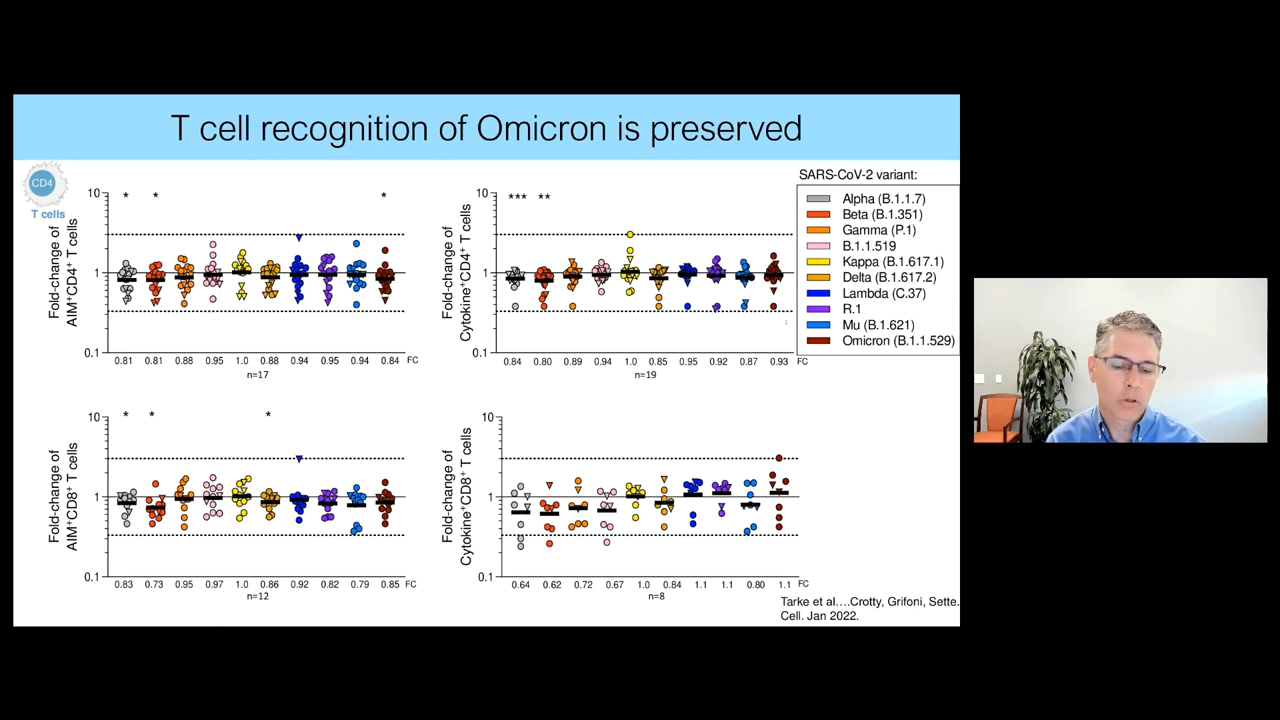 T cell recognition of Omicron is preserved
CD4
T cells
Fold-change of
AIM⁺CD4⁺ T cells
10
1
0.1
* * *
0.81 0.81 0.88 0.95 1.0 0.88 0.94 0.95 0.94 0.84 FC
n=17
Fold-change of
Cytokine⁺CD4⁺ T cells
10
1
0.1
*** **
0.84 0.80 0.89 0.94 1.0 0.85 0.95 0.92 0.87 0.93 FC
n=19
SARS-CoV-2 variant:
Alpha (B.1.1.7)
Beta (B.1.351)
Gamma (P.1)
B.1.1.519
Kappa (B.1.617.1)
Delta (B.1.617.2)
Lambda (C.37)
R.1
Mu (B.1.621)
Omicron (B.1.1.529)
Fold-change of
AIM⁺CD8⁺ T cells
10
1
0.1
* * *
0.83 0.73 0.95 0.97 1.0 0.86 0.92 0.82 0.79 0.85 FC
n=12
Fold-change of
Cytokine⁺CD8⁺ T cells
10
1
0.1
0.64 0.62 0.72 0.67 1.0 0.84 1.1 1.1 0.80 1.1 FC
n=8
Tarke et al....Crotty, Grifoni, Sette.
Cell. Jan 2022.